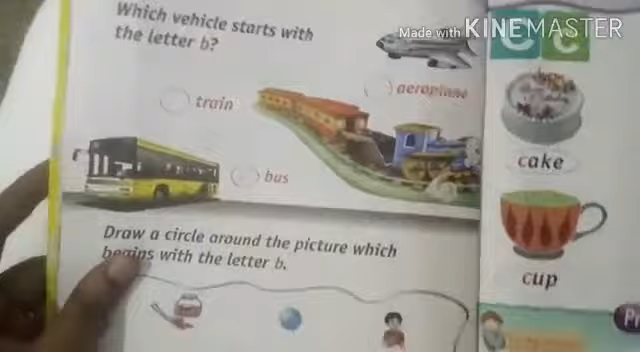 Which vehicle starts with
the letter b?
Made with KINEMASTER
C c
aeroplane
train
bus
cake
Draw a circle around the picture which
begins with the letter b.
cup